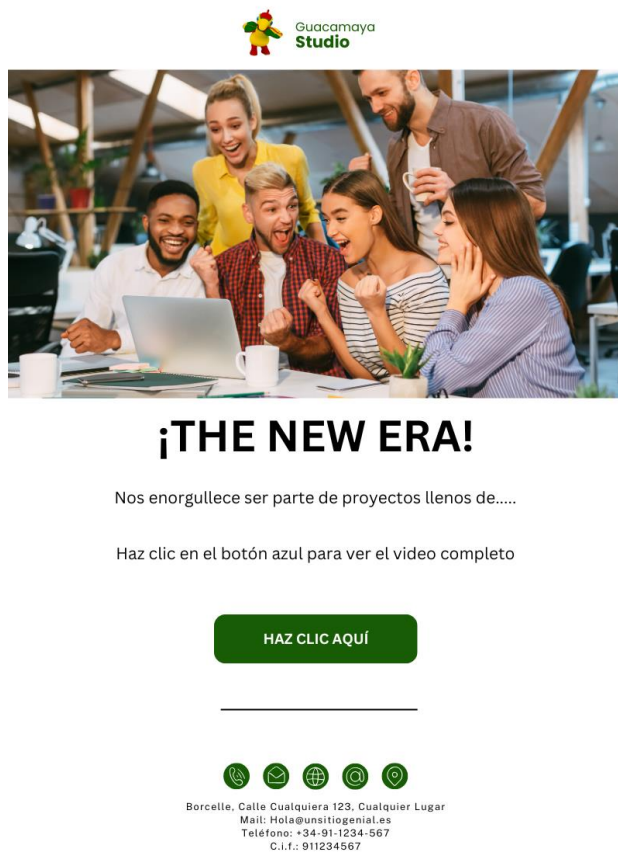 Guacamaya
Studio
¡THE NEW ERA!
Nos enorgullece ser parte de proyectos llenos de.....
Haz clic en el botón azul para ver el video completo
HAZ CLIC AQUÍ
Borcelle, Calle Cualquiera 123, Cualquier Lugar
Mail: Hola@unsitiogenial.es
Teléfono: +34-91-1234-567
C.i.f.: 911234567